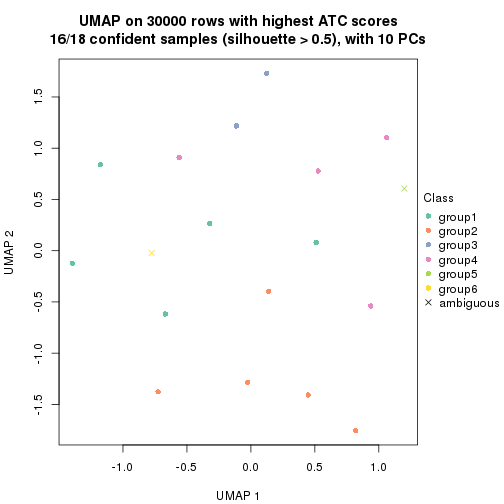 UMAP on 30000 rows with highest ATC scores
16/18 confident samples (silhouette > 0.5), with 10 PCs
UMAP 2
1.5
1.0
0.5
0.0
-0.5
-1.0
-1.5
-1.0
-0.5
0.0
0.5
1.0
UMAP 1
Class
group1
group2
group3
group4
group5
group6
ambiguous